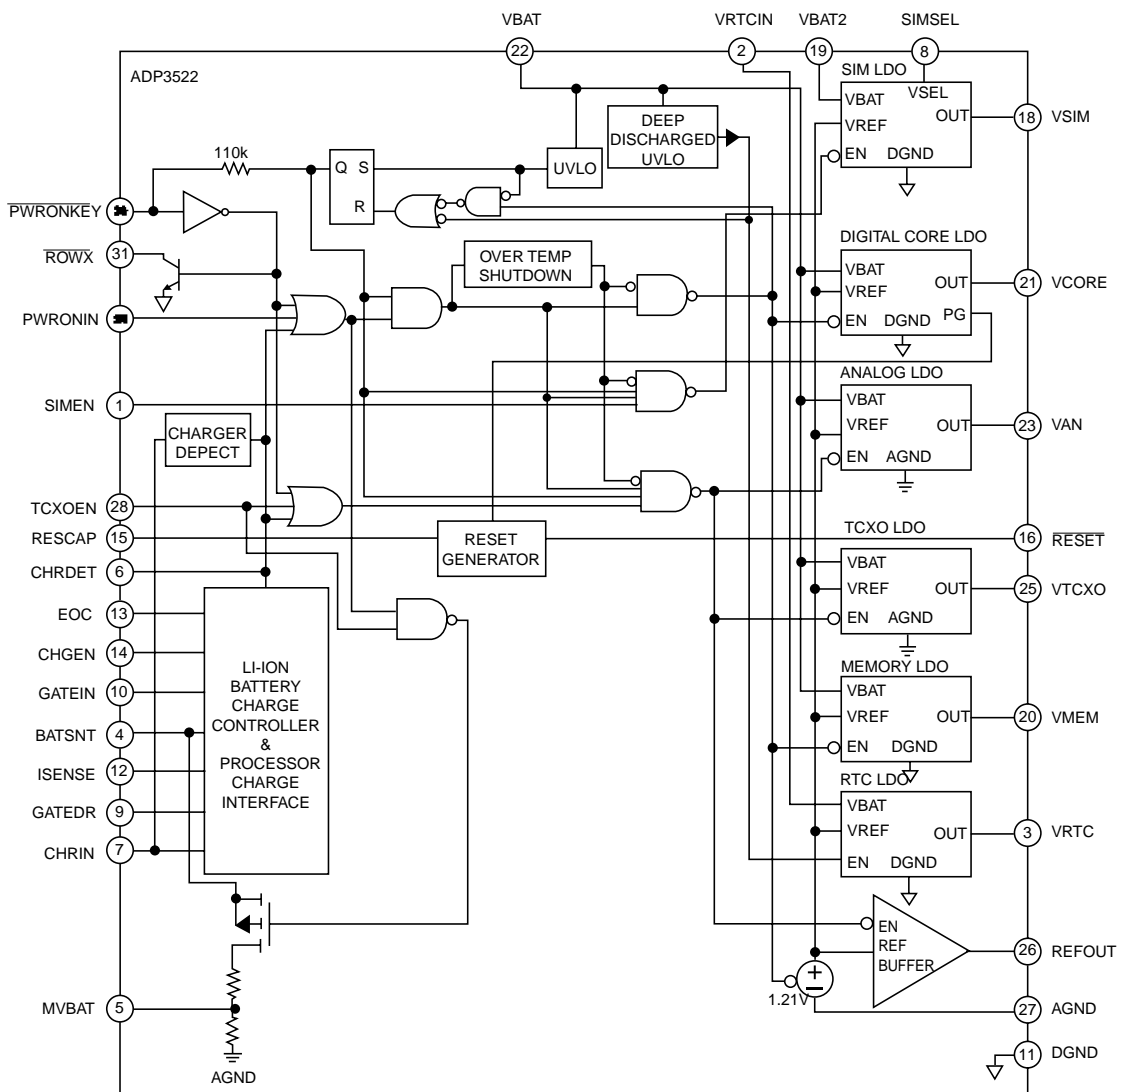 VBAT
VRTCIN
VBAT2
SIMSEL
22
2
19
8
ADP3522
SIM LDO
VSEL
VBAT
VREF
OUT
EN
DGND
18
VSIM
110k
Q
S
R
UVLO
DEEP
DISCHARGED
UVLO
PWRONKEY
ROWX
31
PWRONIN
OVER TEMP
SHUTDOWN
DIGITAL CORE LDO
VBAT
VREF
OUT
PG
EN
DGND
21
VCORE
SIMEN
1
CHARGER
DEPECT
ANALOG LDO
VBAT
VREF
OUT
EN
AGND
23
VAN
TCXOEN
28
RESCAP
15
CHRDET
6
RESET
GENERATOR
16
RESET
TCXO LDO
VBAT
VREF
OUT
EN
AGND
25
VTCXO
EOC
13
CHGEN
14
GATEIN
10
BATSNT
4
ISENSE
12
GATEDR
9
CHRIN
7
LI-ION
BATTERY
CHARGE
CONTROLLER
&
PROCESSOR
CHARGE
INTERFACE
MEMORY LDO
VBAT
VREF
OUT
EN
DGND
20
VMEM
RTC LDO
VBAT
VREF
OUT
EN
DGND
3
VRTC
EN
REF
BUFFER
26
REFOUT
+
–
1.21V
MVBAT
5
27
AGND
11
DGND
AGND